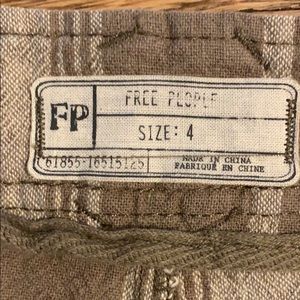 FP
FREE PEOPLE
SIZE: 4
61855-16515125
MADE IN CHINA
FABRIQUÉ EN CHINE